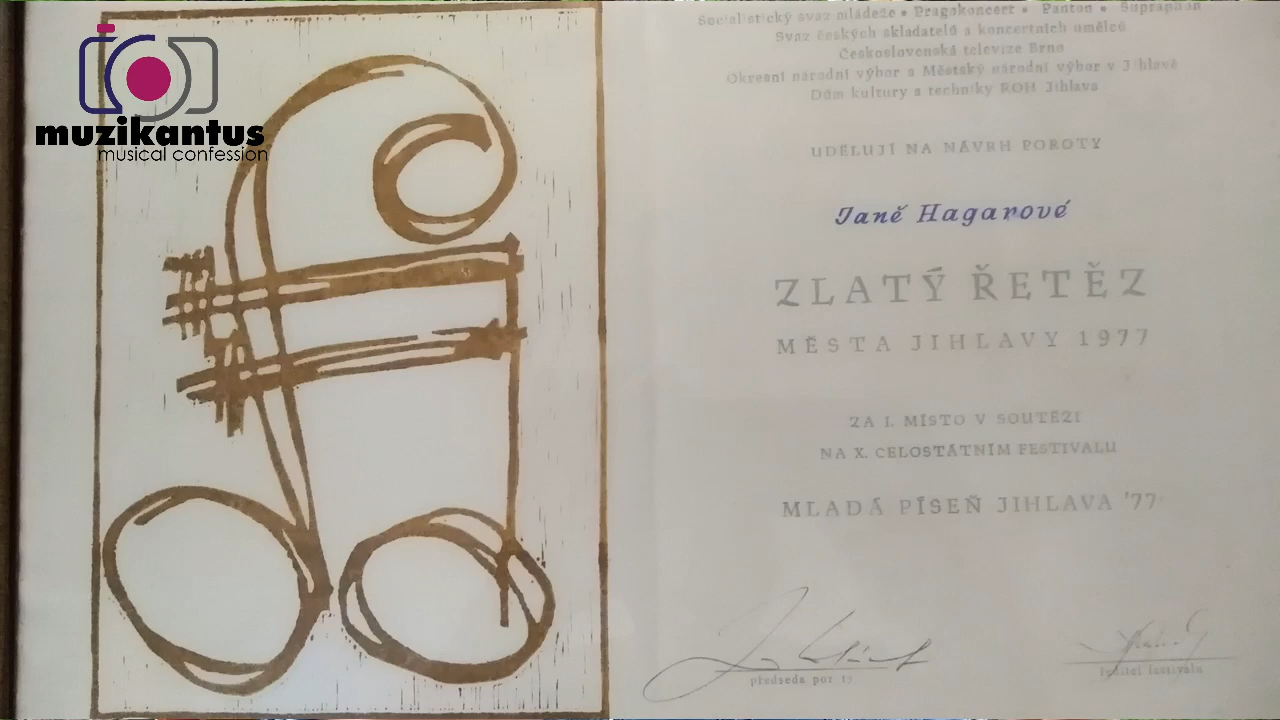 muzikantus
musical confession
Socialistický svaz mládeže • Pragokoncert • Panton • Supraphon
Svaz českých skladatelů a koncertních umělců
Československá televize Brno
Okresní národní výbor a Městský národní výbor v Jihlavě
Dům kultury a techniky ROH Jihlava
UDĚLUJÍ NA NÁVRH POROTY
Janě Hagarové
ZLATÝ ŘETĚZ
MĚSTA JIHLAVY 1977
ZA I. MÍSTO V SOUTĚŽI
NA X. CELOSTÁTNÍM FESTIVALU
MLADÁ PÍSEŇ JIHLAVA '77
předseda poroty
ředitel festivalu